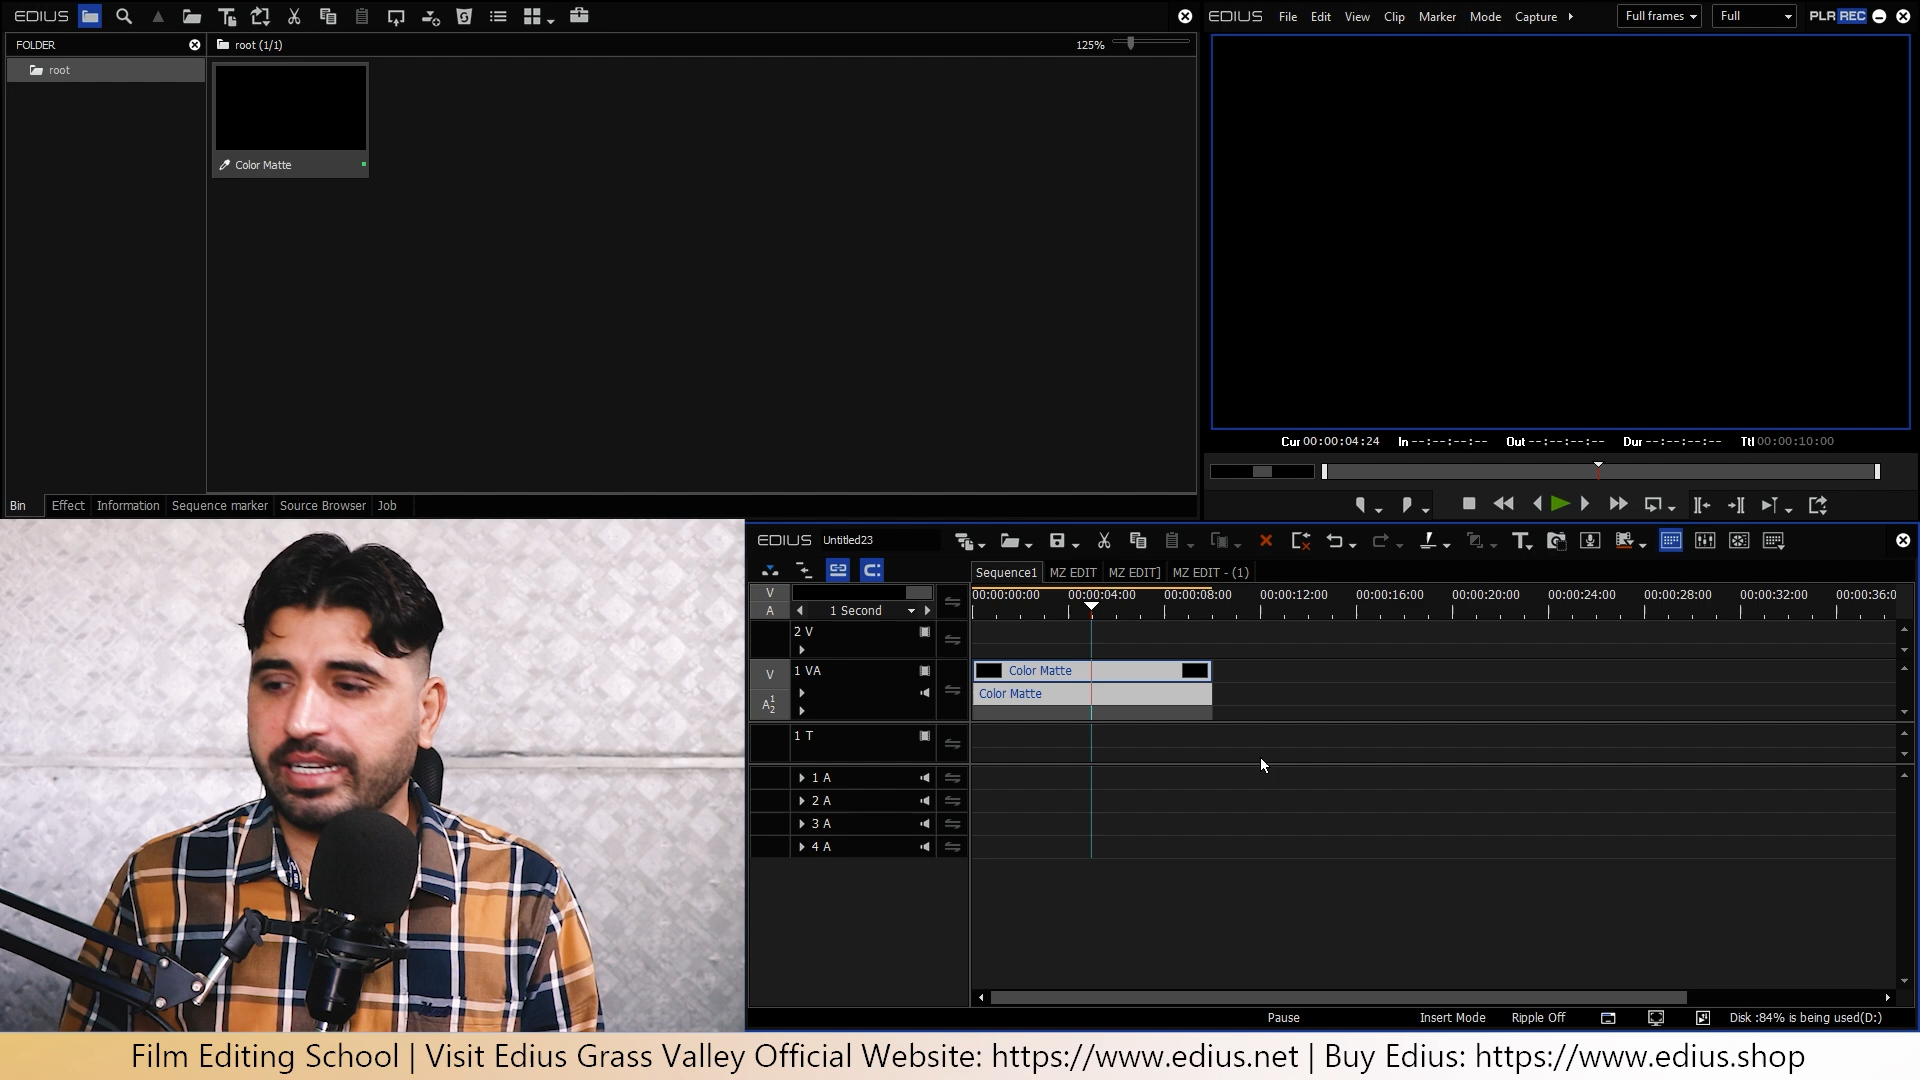 EDIUS
FOLDER
root (1/1)
125%
root
Color Matte
Bin Effect Information Sequence marker Source Browser Job
EDIUS File Edit View Clip Marker Mode Capture Full frames Full PLR REC
Cur 00:00:04:24 In --:--:--:-- Out --:--:--:-- Dur --:--:--:-- Ttl 00:00:10:00
EDIUS Untitled23
Sequence1 MZ EDIT MZ EDIT] MZ EDIT - (1)
V
A 1 Second
00:00:00:00 00:00:04:00 00:00:08:00 00:00:12:00 00:00:16:00 00:00:20:00 00:00:24:00 00:00:28:00 00:00:32:00 00:00:36:0
2 V
V 1 VA Color Matte
A12 Color Matte
1 T
1 A
2 A
3 A
4 A
Pause Insert Mode Ripple Off Disk :84% is being used(D:)
Film Editing School | Visit Edius Grass Valley Official Website: https://www.edius.net | Buy Edius: https://www.edius.shop